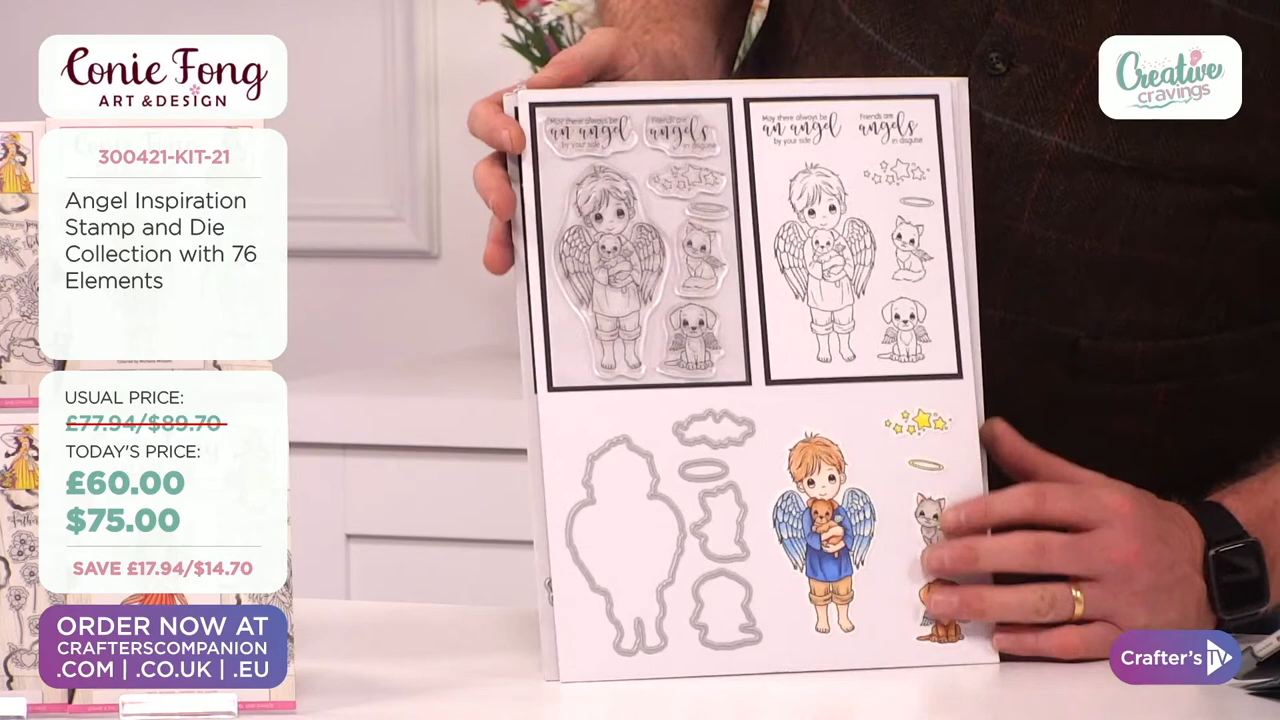 Conie Fong
ART & DESIGN
300421-KIT-21
Angel Inspiration
Stamp and Die
Collection with 76
Elements
USUAL PRICE:
£77.94/$89.70
TODAY'S PRICE:
£60.00
$75.00
SAVE £17.94/$14.70
ORDER NOW AT
CRAFTERSCOMPANION
.COM | .CO.UK | .EU
Creative
cravings
May there always be
an angel
by your side
Friends are
angels
in disguise
May there always be
an angel
by your side
Friends are
angels
in disguise
Crafter's TV